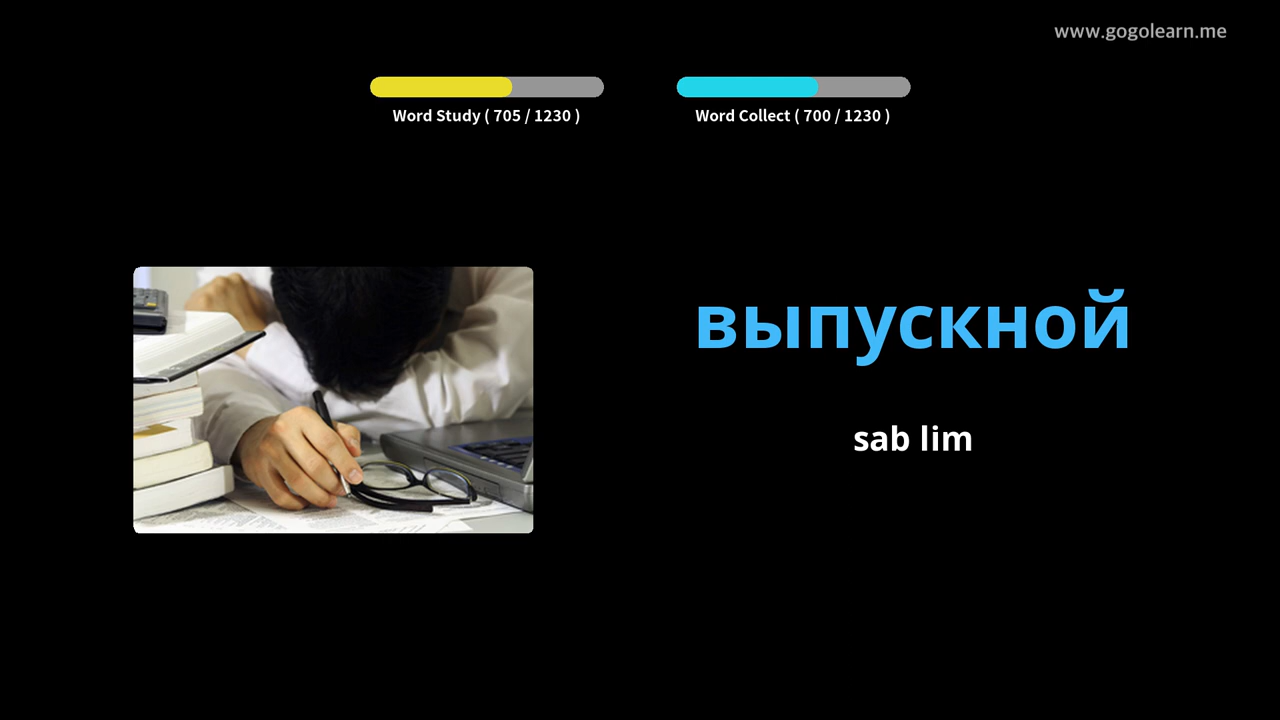 www.gogolearn.me
Word Study ( 705 / 1230 )
Word Collect ( 700 / 1230 )
выпускной
sab lim